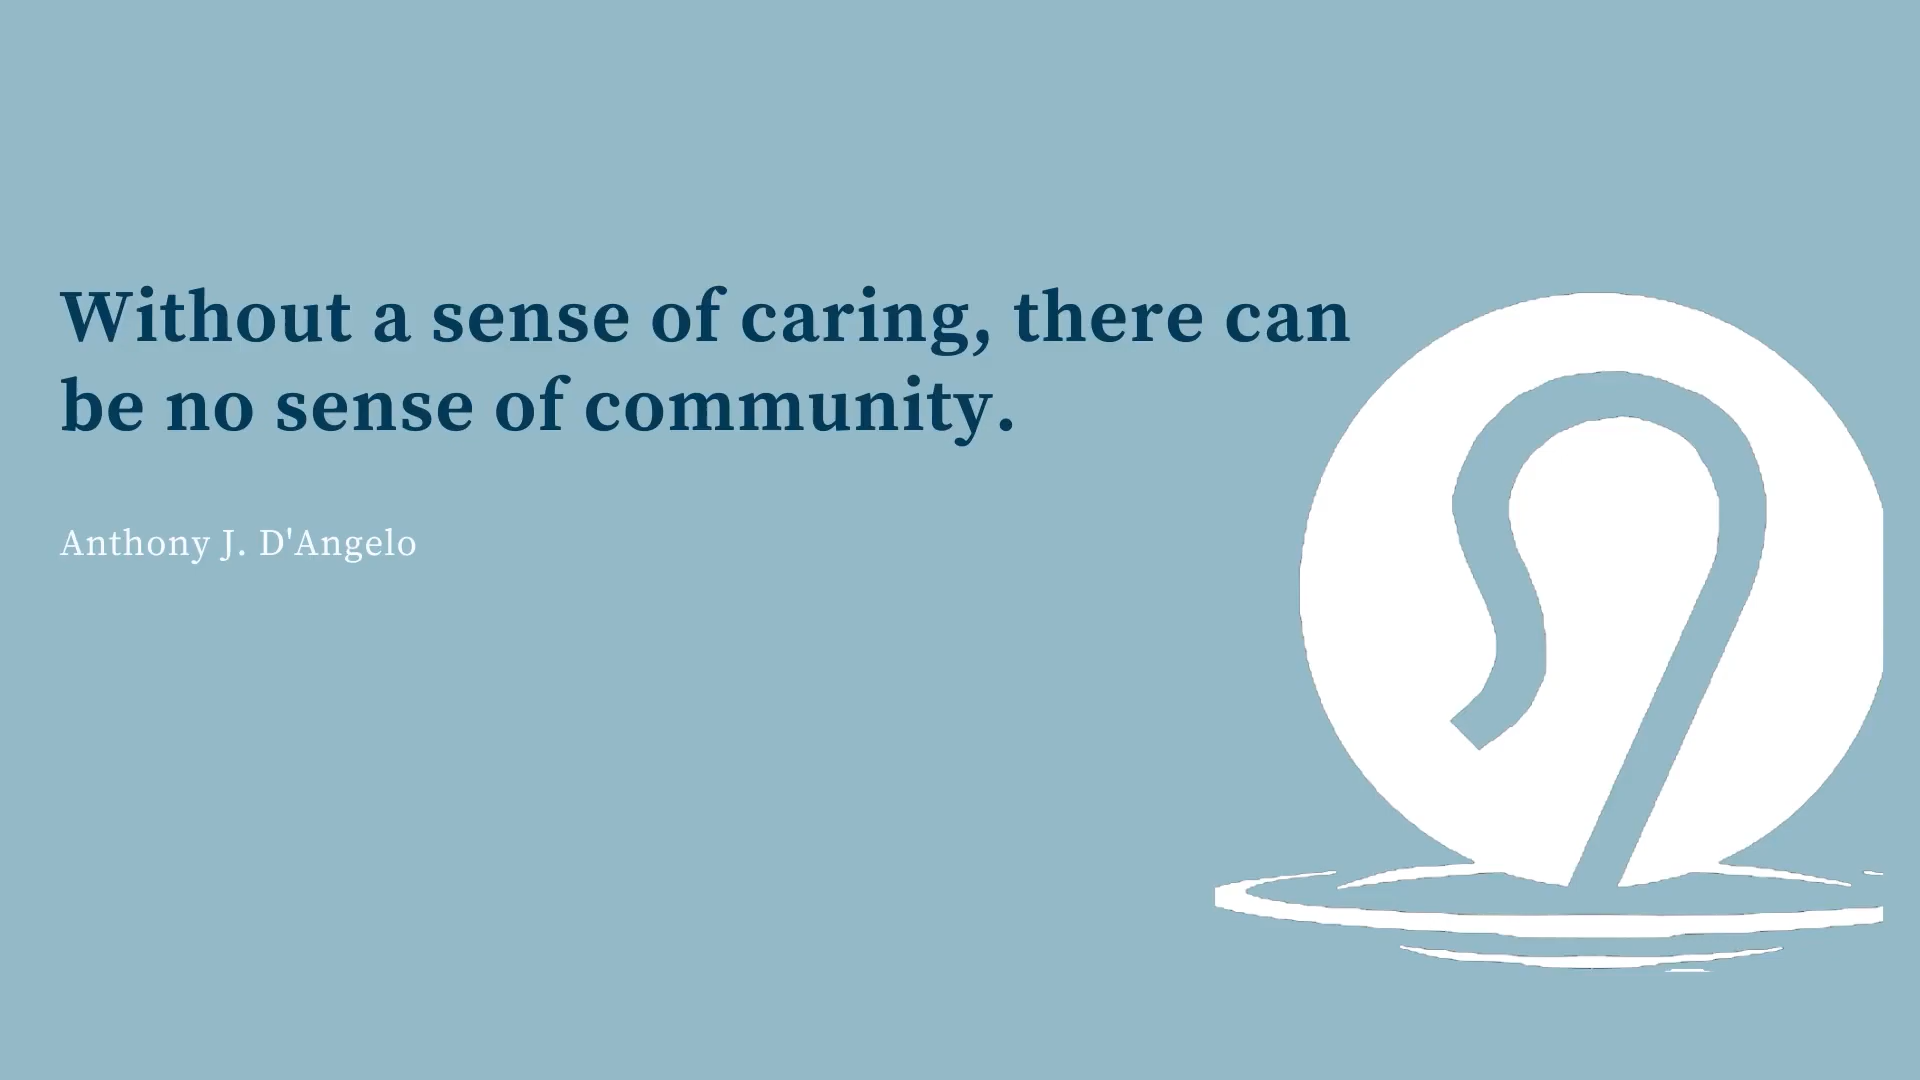 Without a sense of caring, there can
be no sense of community.
Anthony J. D'Angelo